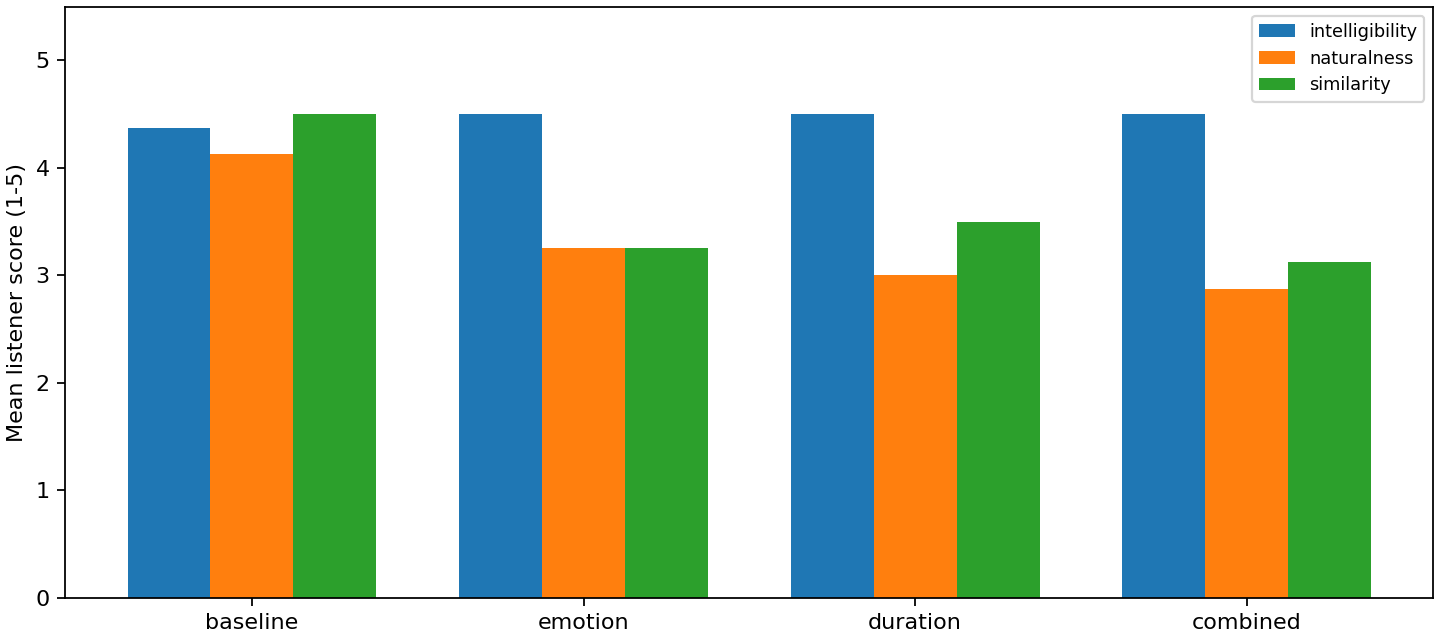 intelligibility
naturalness
similarity
Mean listener score (1-5)
5
4
3
2
1
0
baseline
emotion
duration
combined